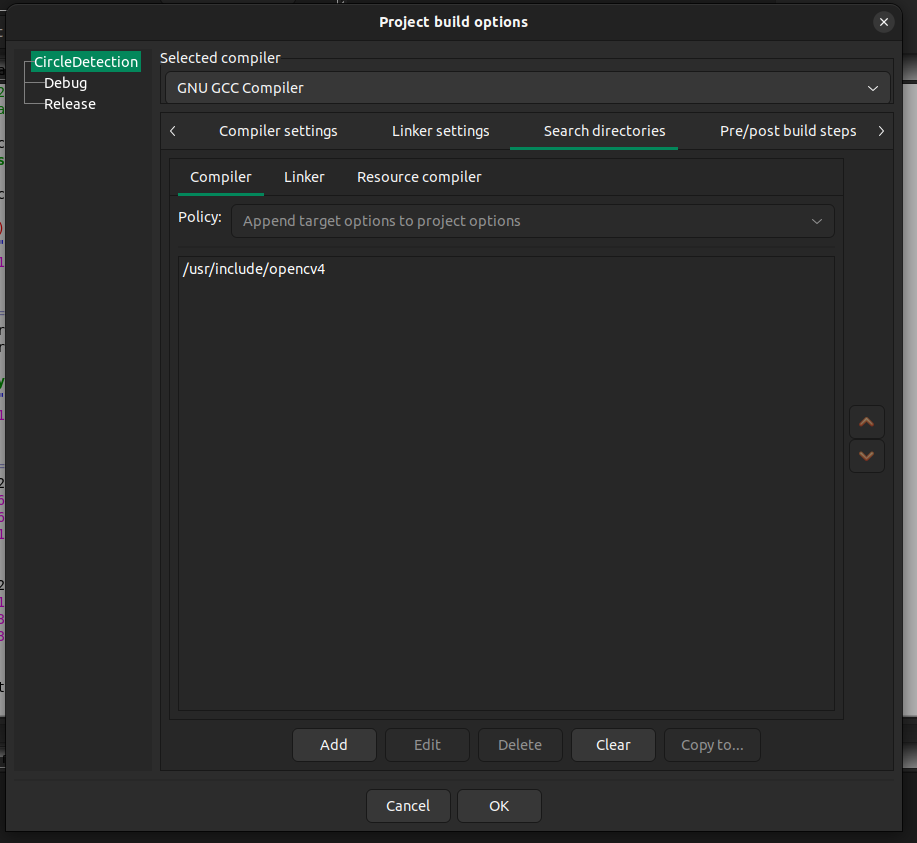 Project build options
CircleDetection
Debug
Release
Selected compiler
GNU GCC Compiler
Compiler settings
Linker settings
Search directories
Pre/post build steps
Compiler
Linker
Resource compiler
Policy:
Append target options to project options
/usr/include/opencv4
Add
Edit
Delete
Clear
Copy to...
Cancel
OK